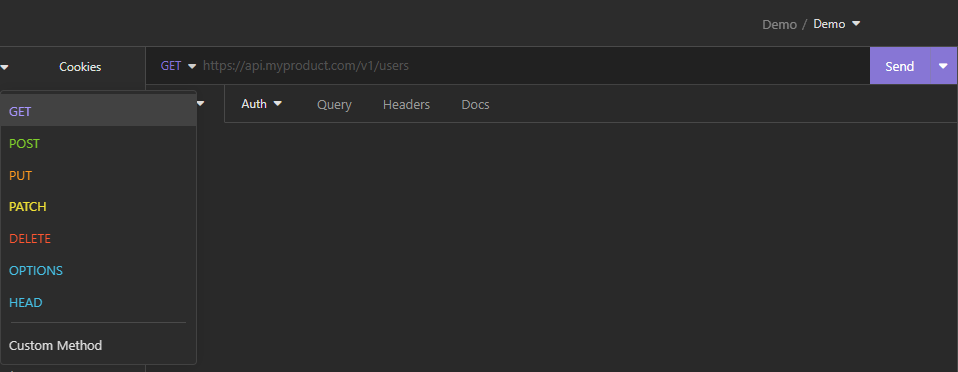 Demo / Demo
Cookies
GET https://api.myproduct.com/v1/users
Send
Auth Query Headers Docs
GET
POST
PUT
PATCH
DELETE
OPTIONS
HEAD
Custom Method